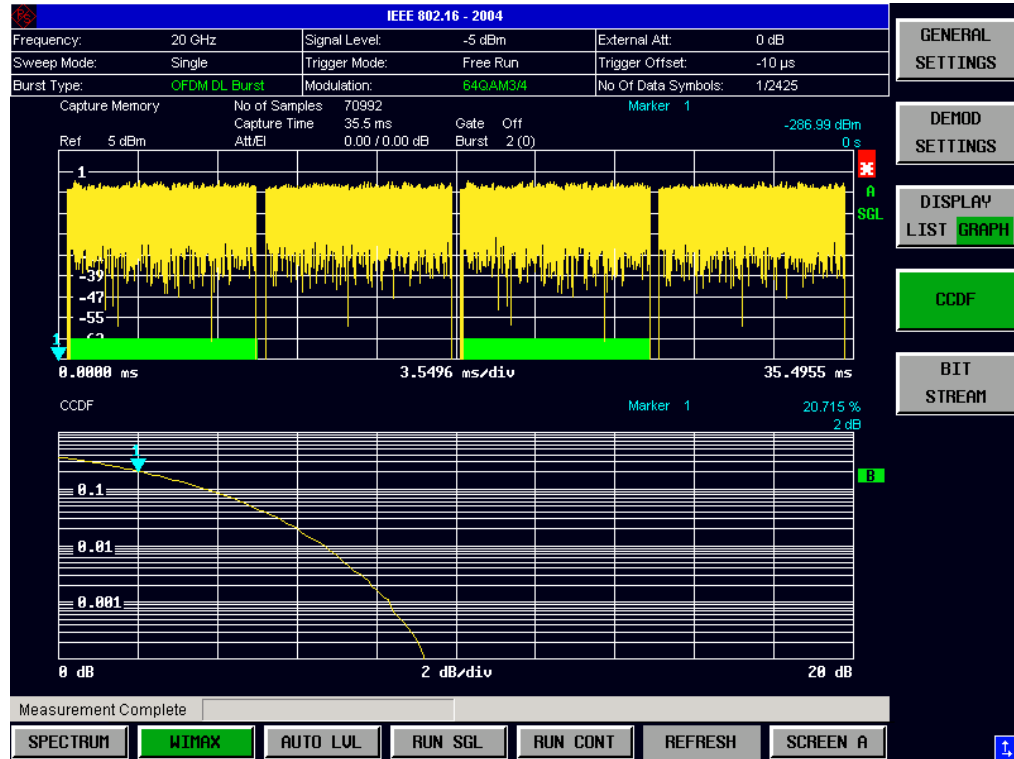 IEEE 802.16 - 2004
Frequency: 20 GHz Signal Level: -5 dBm External Att: 0 dB
Sweep Mode: Single Trigger Mode: Free Run Trigger Offset: -10 µs
Burst Type: OFDM DL Burst Modulation: 64QAM3/4 No Of Data Symbols: 1/2425
Capture Memory No of Samples 70992 Marker 1
Capture Time 35.5 ms Gate Off -286.99 dBm
Ref 5 dBm Att/El 0.00 / 0.00 dB Burst 2 (0) 0 s
1
A
SGL
-39
-47
-55
1
0.0000 ms 3.5496 ms/div 35.4955 ms
CCDF Marker 1 20.715 %
2 dB
1
B
0.1
0.01
0.001
0 dB 2 dB/div 20 dB
Measurement Complete
SPECTRUM WIMAX AUTO LVL RUN SGL RUN CONT REFRESH SCREEN A
GENERAL
SETTINGS
DEMOD
SETTINGS
DISPLAY
LIST GRAPH
CCDF
BIT
STREAM